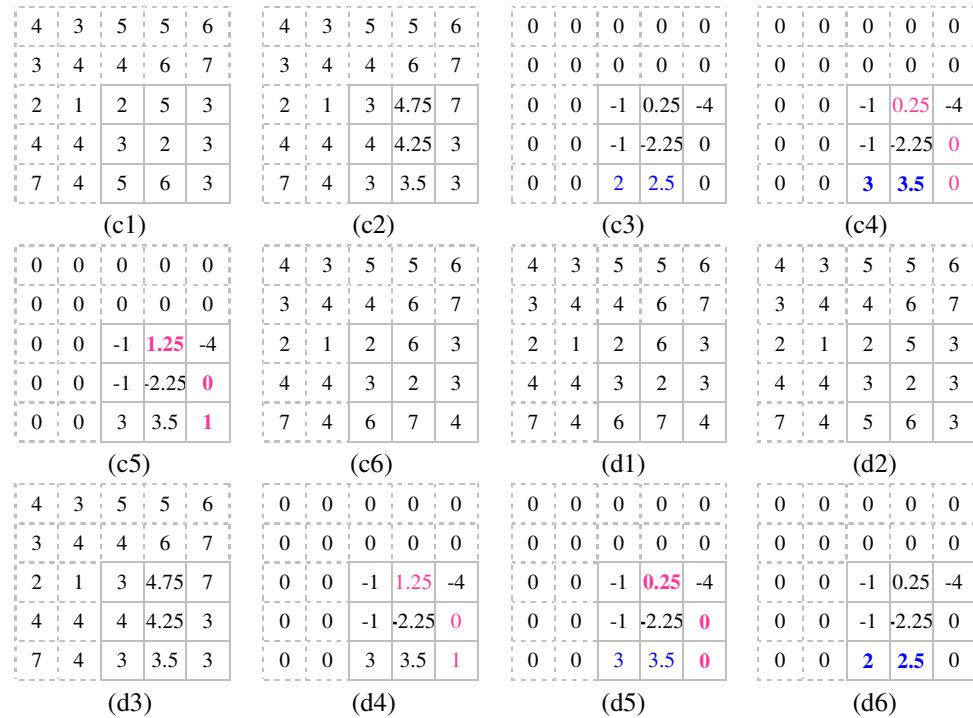 4 3 5 5 6 4 3 5 5 6 0 0 0 0 0 0 0 0 0 0
3 4 4 6 7 3 4 4 6 7 0 0 0 0 0 0 0 0 0 0
2 1 2 5 3 2 1 3 4.75 7 0 0 -1 0.25 -4 0 0 -1 0.25 -4
4 4 3 2 3 4 4 4 4.25 3 0 0 -1 -2.25 0 0 0 -1 -2.25 0
7 4 5 6 3 7 4 3 3.5 3 0 0 2 2.5 0 0 0 3 3.5 0
(c1) (c2) (c3) (c4)
0 0 0 0 0 4 3 5 5 6 4 3 5 5 6 4 3 5 5 6
0 0 0 0 0 3 4 4 6 7 3 4 4 6 7 3 4 4 6 7
0 0 -1 1.25 -4 2 1 2 6 3 2 1 2 6 3 2 1 2 5 3
0 0 -1 -2.25 0 4 4 3 2 3 4 4 3 2 3 4 4 3 2 3
0 0 3 3.5 1 7 4 6 7 4 7 4 6 7 4 7 4 5 6 3
(c5) (c6) (d1) (d2)
4 3 5 5 6 0 0 0 0 0 0 0 0 0 0 0 0 0 0 0
3 4 4 6 7 0 0 0 0 0 0 0 0 0 0 0 0 0 0 0
2 1 3 4.75 7 0 0 -1 1.25 -4 0 0 -1 0.25 -4 0 0 -1 0.25 -4
4 4 4 4.25 3 0 0 -1 -2.25 0 0 0 -1 -2.25 0 0 0 -1 -2.25 0
7 4 3 3.5 3 0 0 3 3.5 1 0 0 3 3.5 0 0 0 2 2.5 0
(d3) (d4) (d5) (d6)